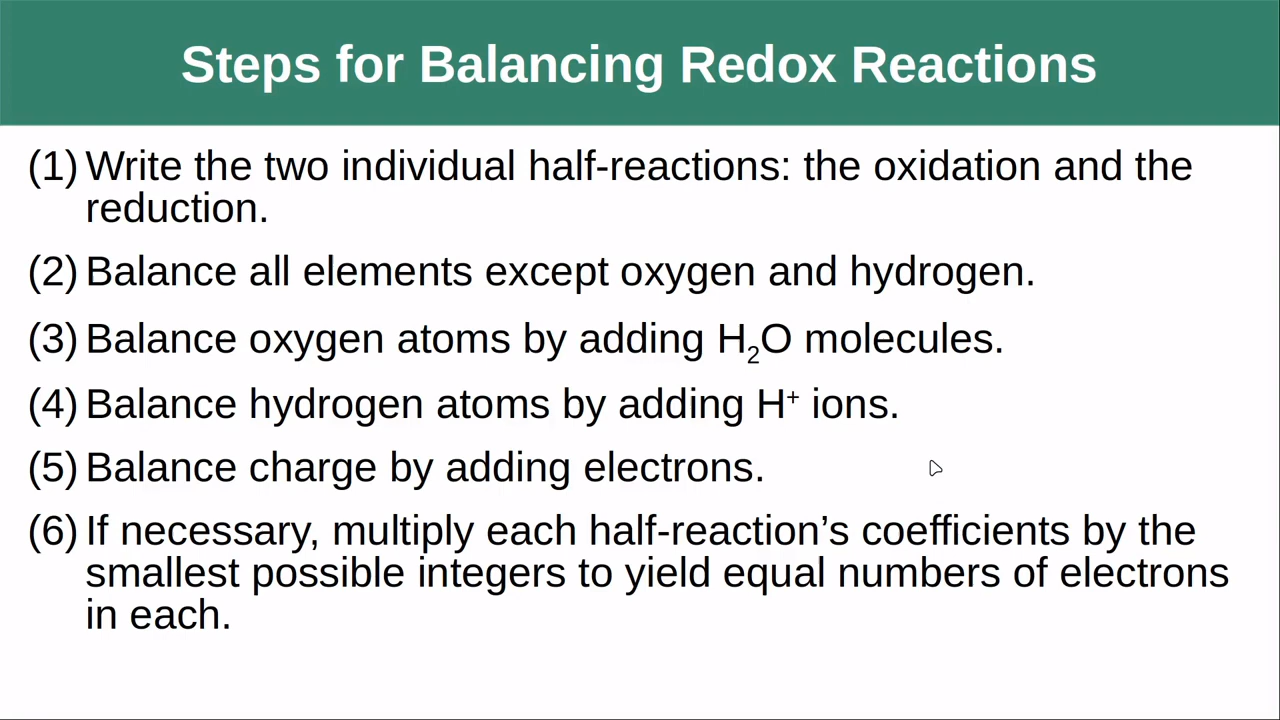 Steps for Balancing Redox Reactions
(1) Write the two individual half-reactions: the oxidation and the
reduction.
(2) Balance all elements except oxygen and hydrogen.
(3) Balance oxygen atoms by adding H₂O molecules.
(4) Balance hydrogen atoms by adding H⁺ ions.
(5) Balance charge by adding electrons.
(6) If necessary, multiply each half-reaction’s coefficients by the
smallest possible integers to yield equal numbers of electrons
in each.